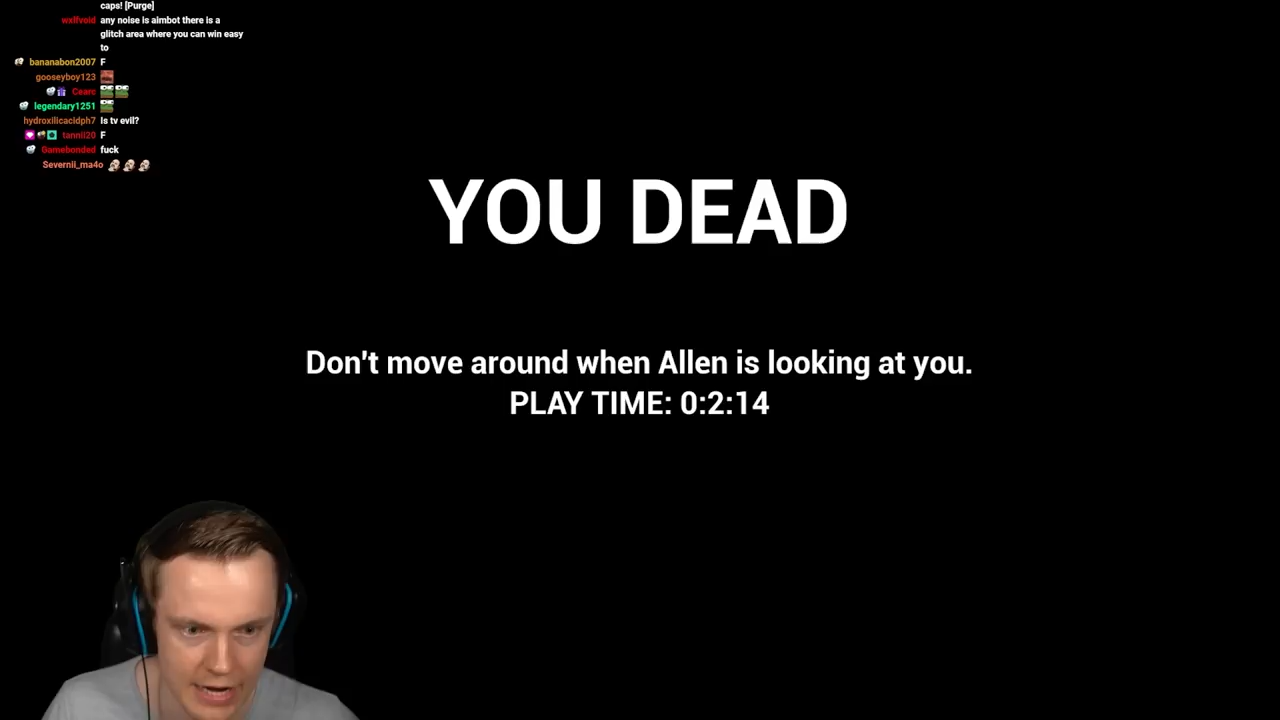 caps! [Purge]
wxlfveid any noise is aimbot there is a
glitch area where you can win easy
to
bananabon2007 F
gooseyboy123
Cearc
legendary1251
hydroxilicacidph7 Is tv evil?
tannii20 F
Gamebonded fuck
Severnii_ma4o
YOU DEAD
Don't move around when Allen is looking at you.
PLAY TIME: 0:2:14